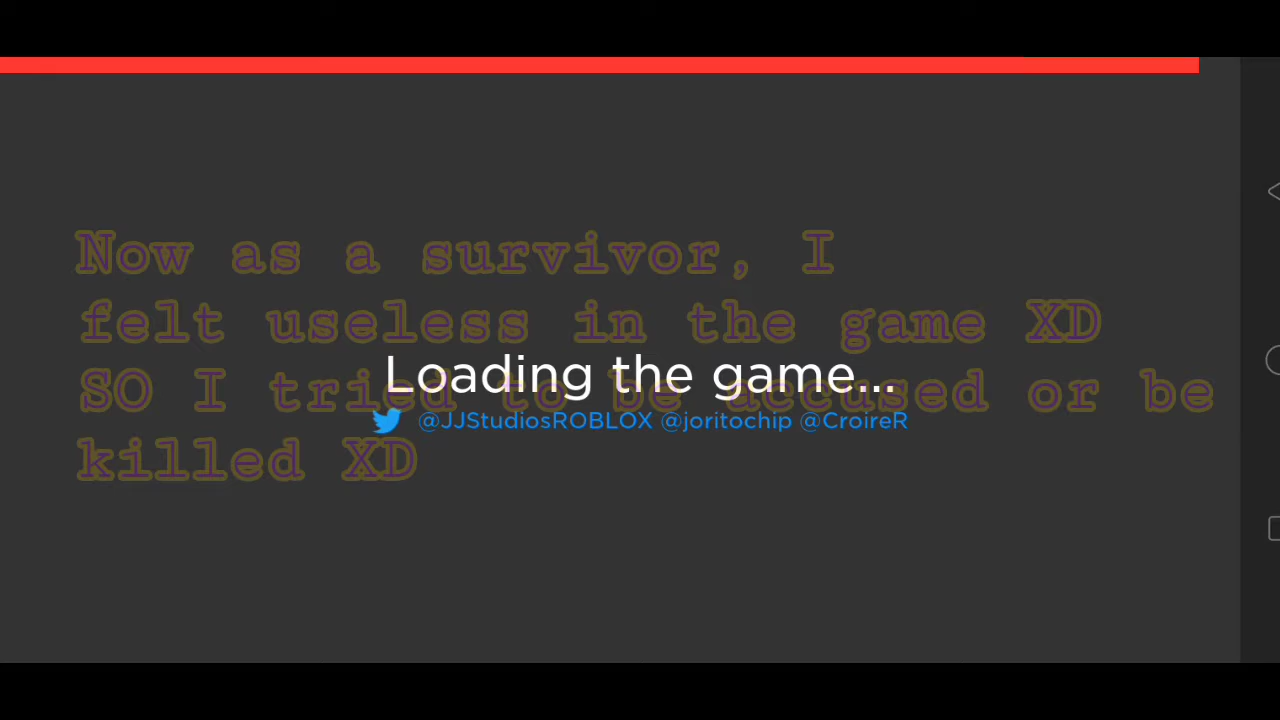 Now as a survivor, I
felt useless in the game XD
SO I tried to be accused or be
killed XD
Loading the game...
@JJStudiosROBLOX @joritochip @CroireR